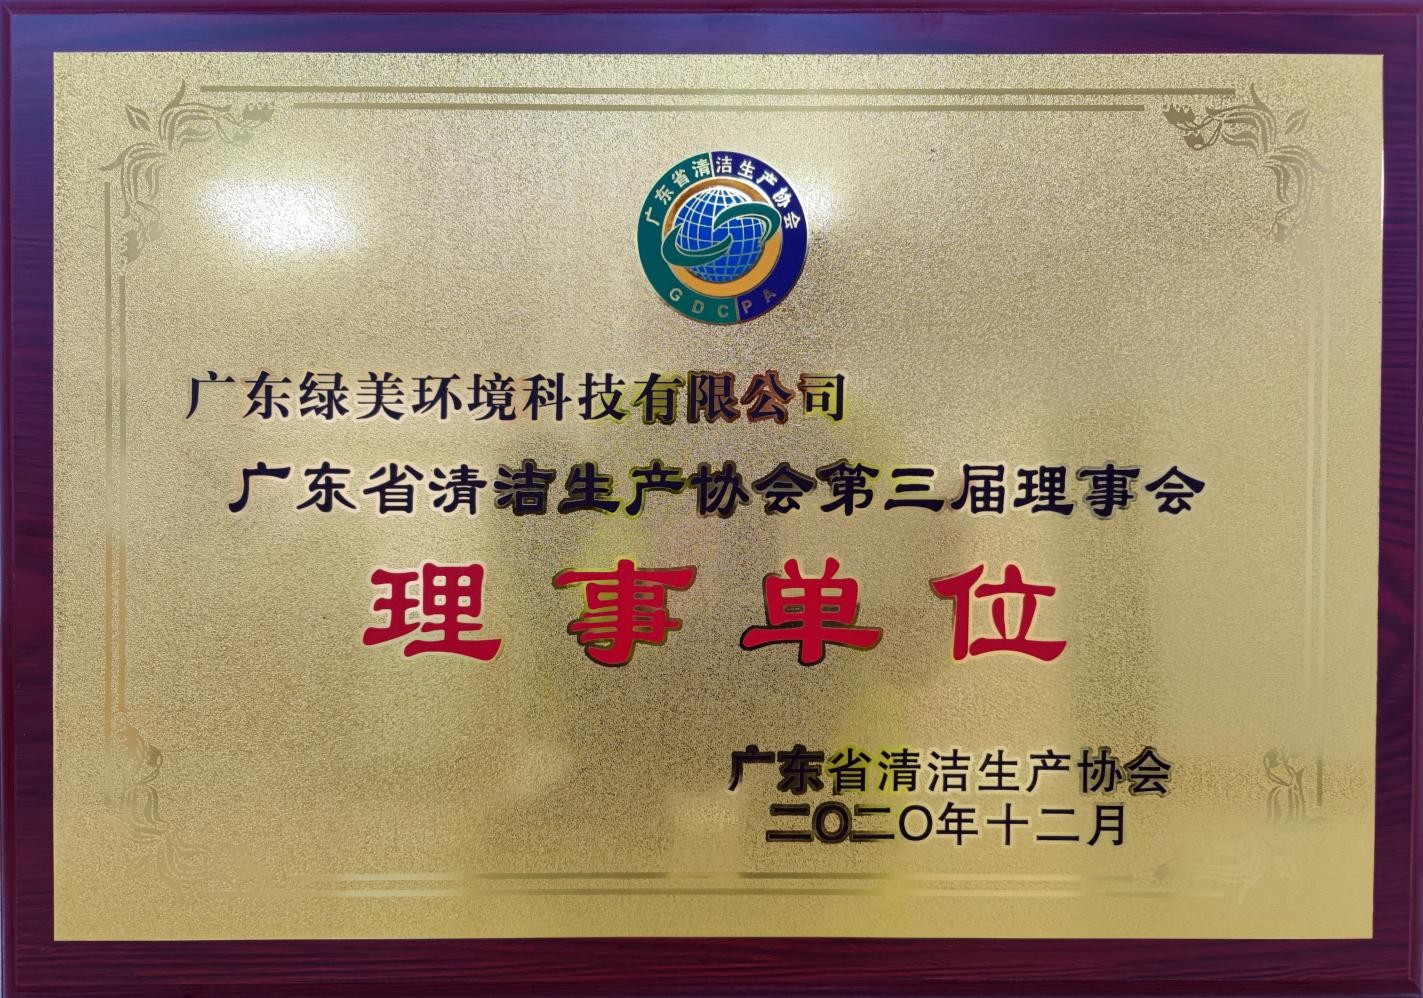 广东省清洁生产协会
GDCPA
广东绿美环境科技有限公司
广东省清洁生产协会第三届理事会
理事单位
广东省清洁生产协会
二〇二〇年十二月